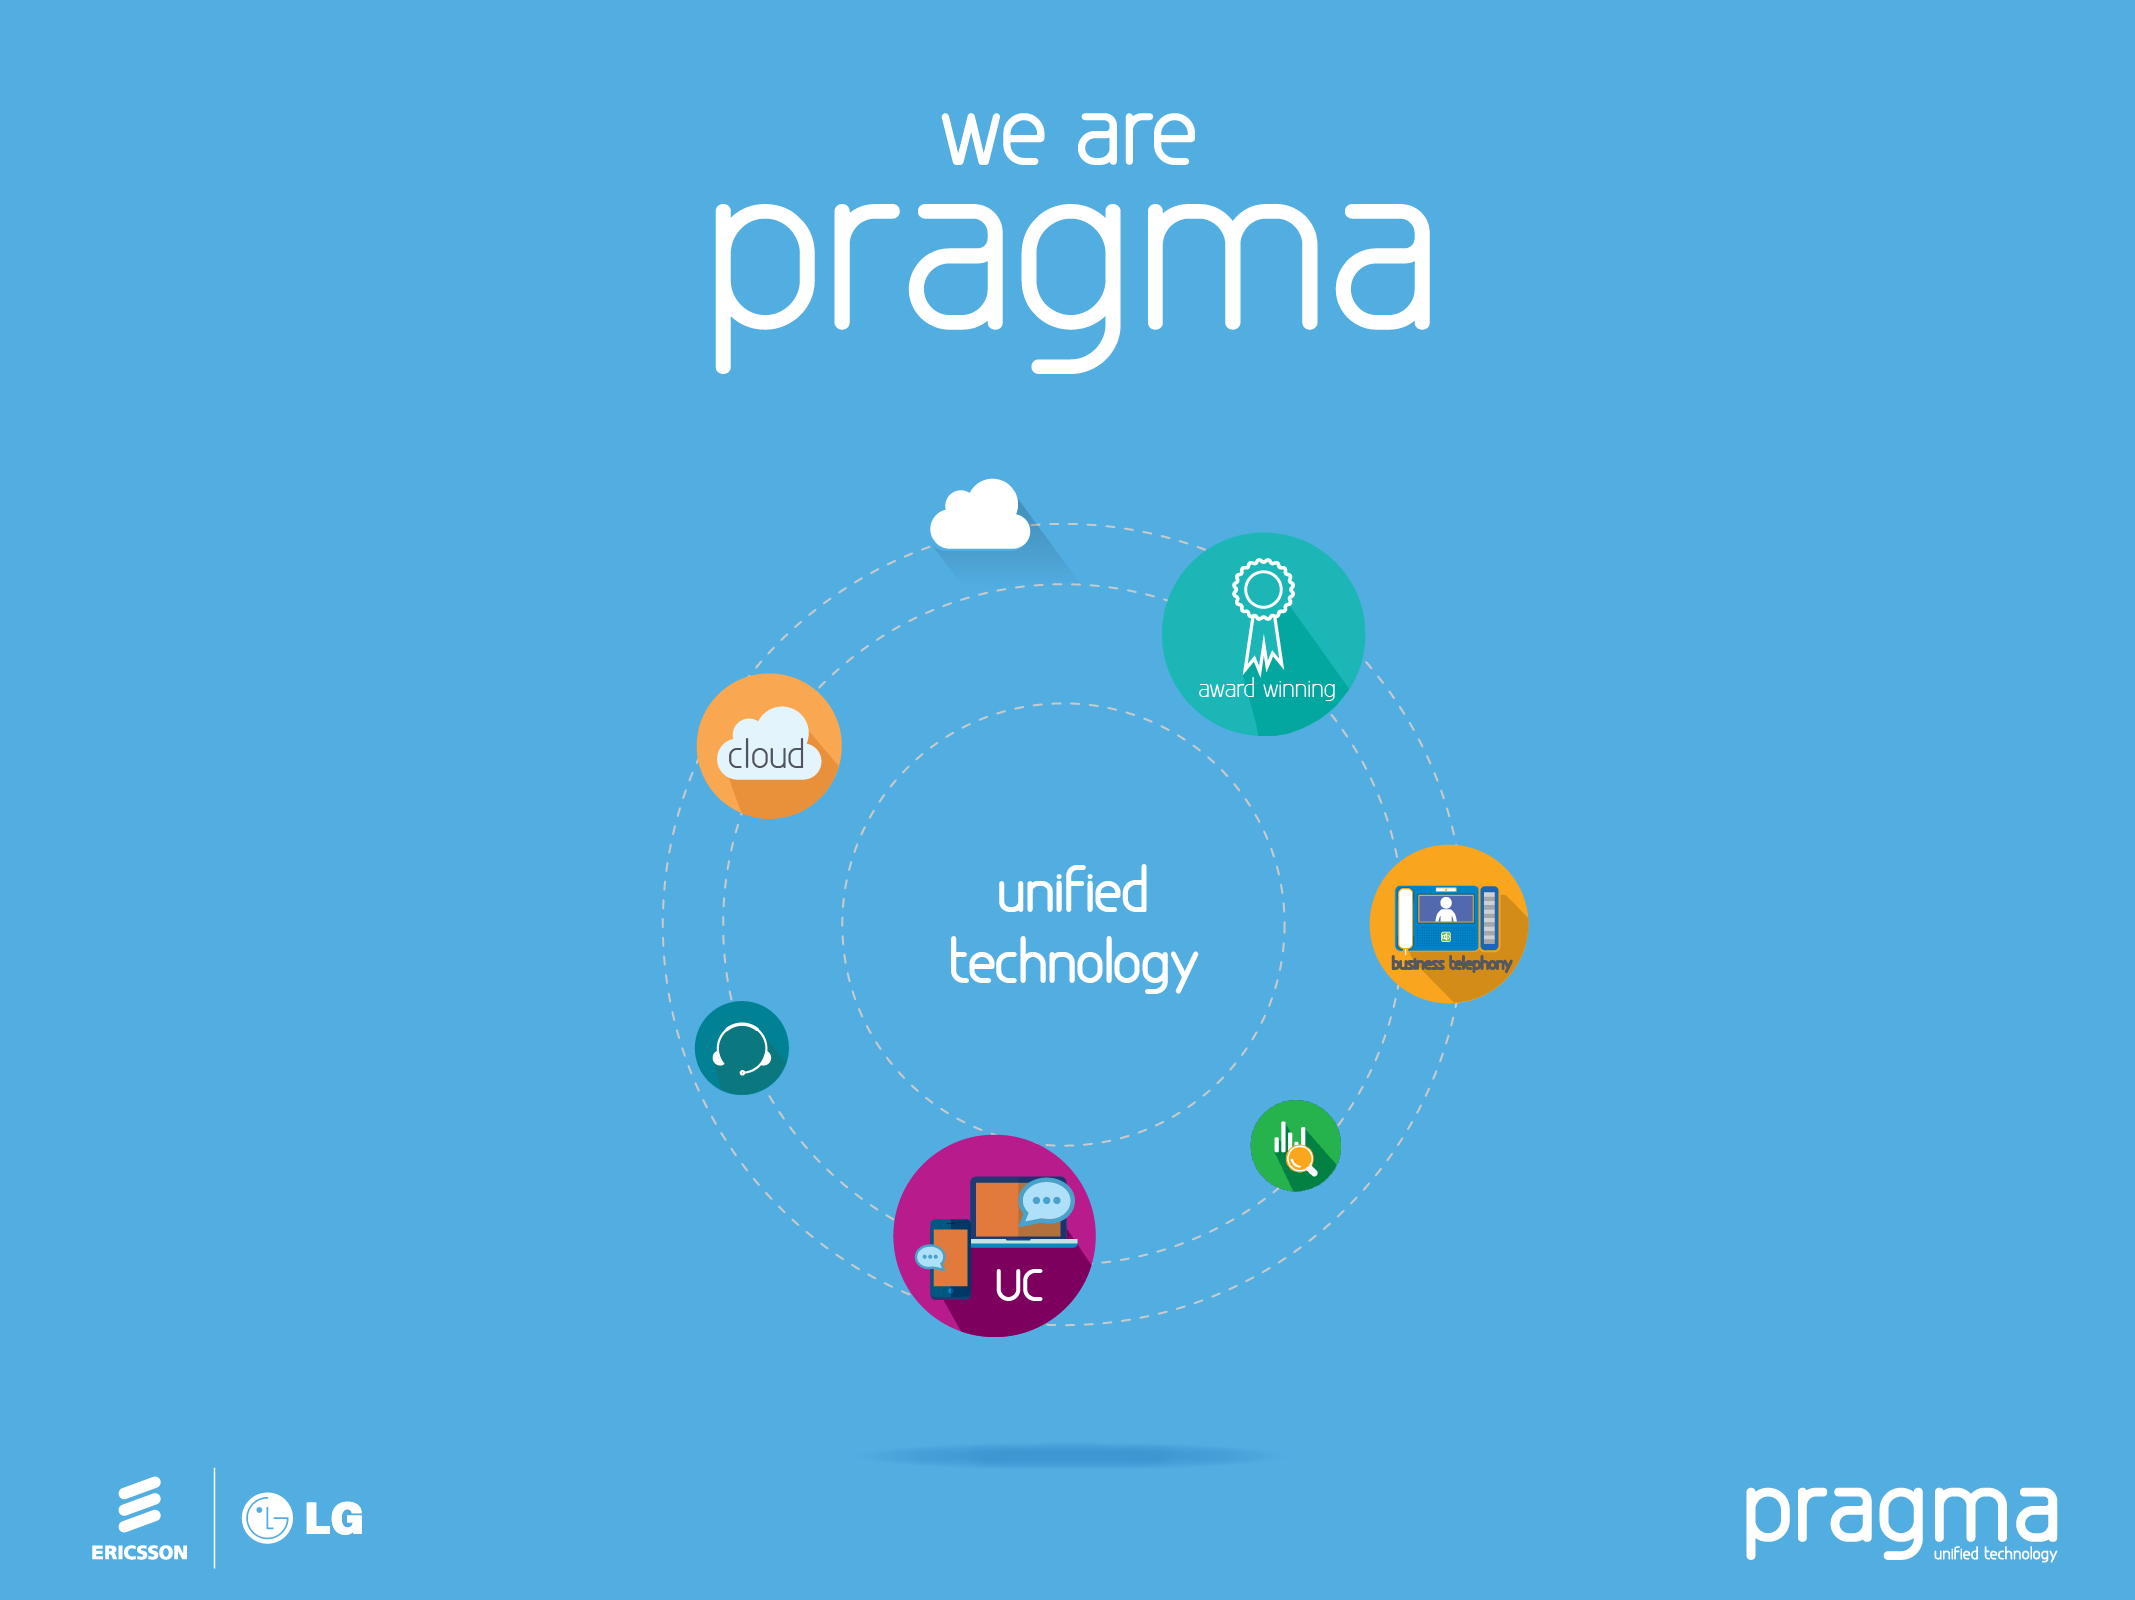 we are
pragma
award winning
cloud
unified
technology
business telephony
UC
ERICSSON
LG
pragma
unified technology